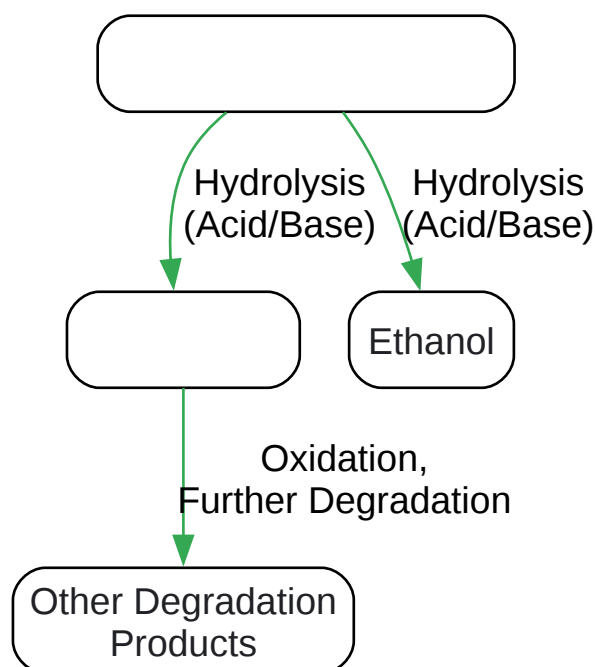 Hydrolysis
(Acid/Base)
Hydrolysis
(Acid/Base)
Ethanol
Oxidation,
Further Degradation
Other Degradation
Products